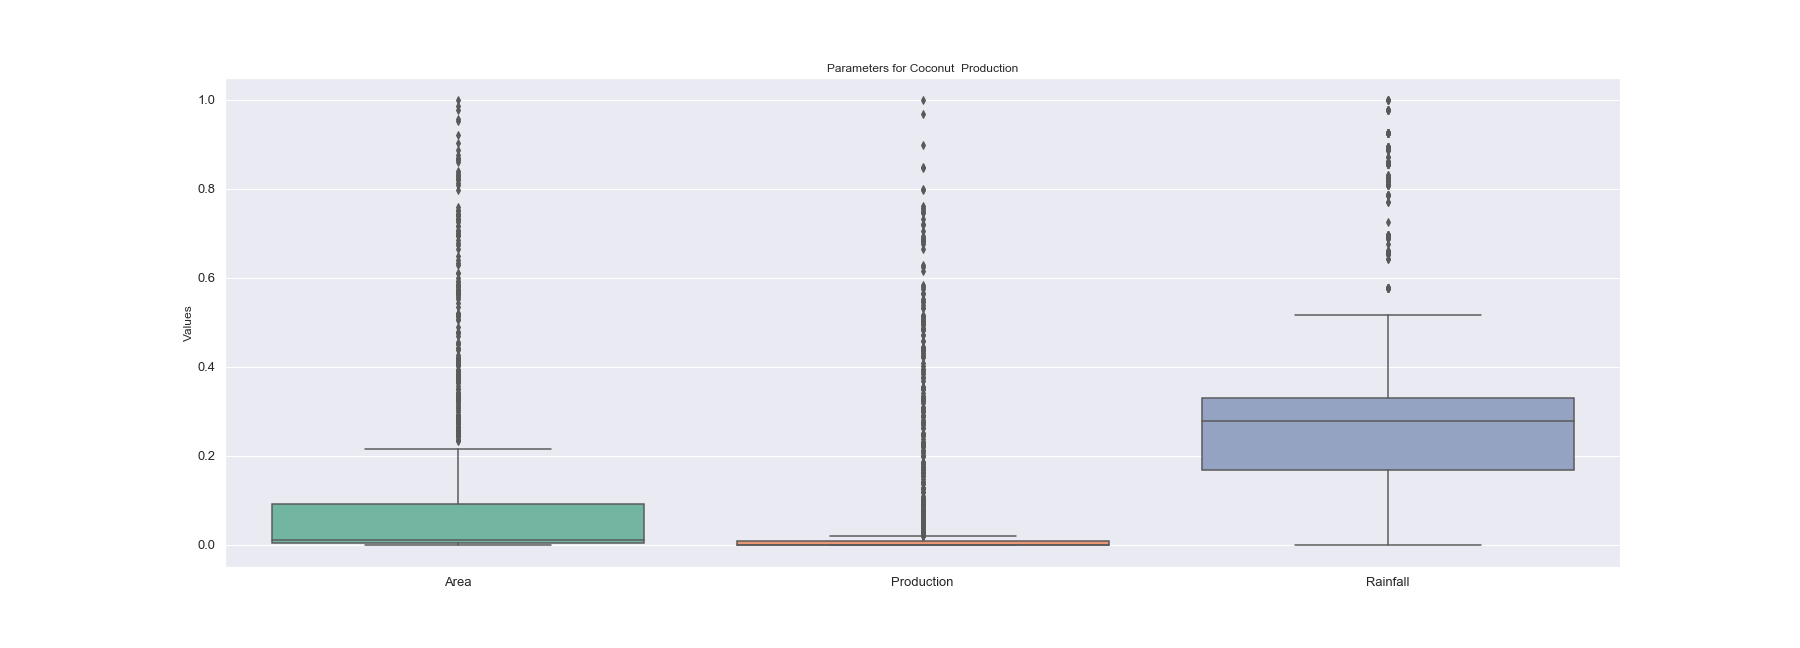 Parameters for Coconut  Production
1.0
0.8
0.6
0.4
0.2
0.0
Values
Area
Production
Rainfall